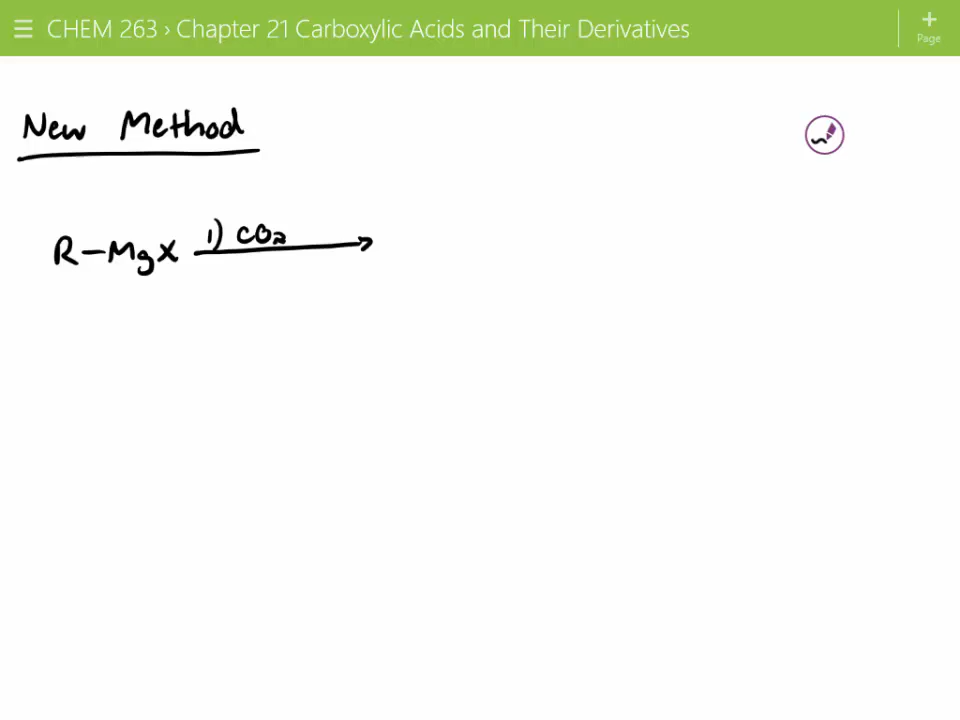 CHEM 263 › Chapter 21 Carboxylic Acids and Their Derivatives
Page
New Method
R-MgX 1) CO₂